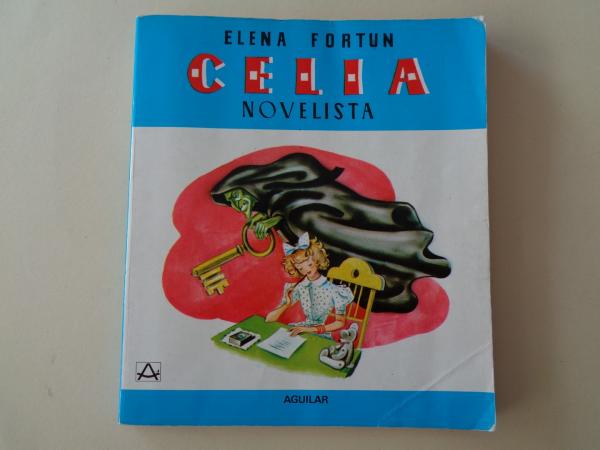 ELENA FORTUN
CELIA
NOVELISTA
A
AGUILAR